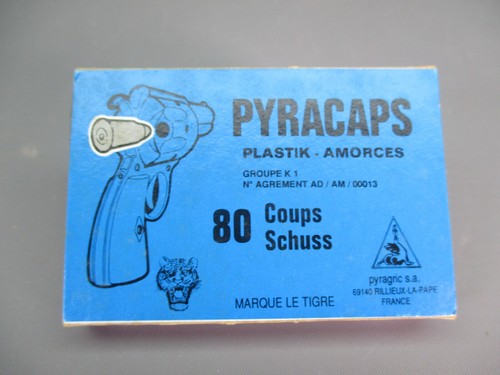 PYRACAPS
PLASTIK - AMORCES
GROUPE K 1
N° AGREMENT AD / AM / 00013
80 Coups
Schuss
MARQUE LE TIGRE
pyragric s.a.
69140 RILLIEUX-LA-PAPE
FRANCE